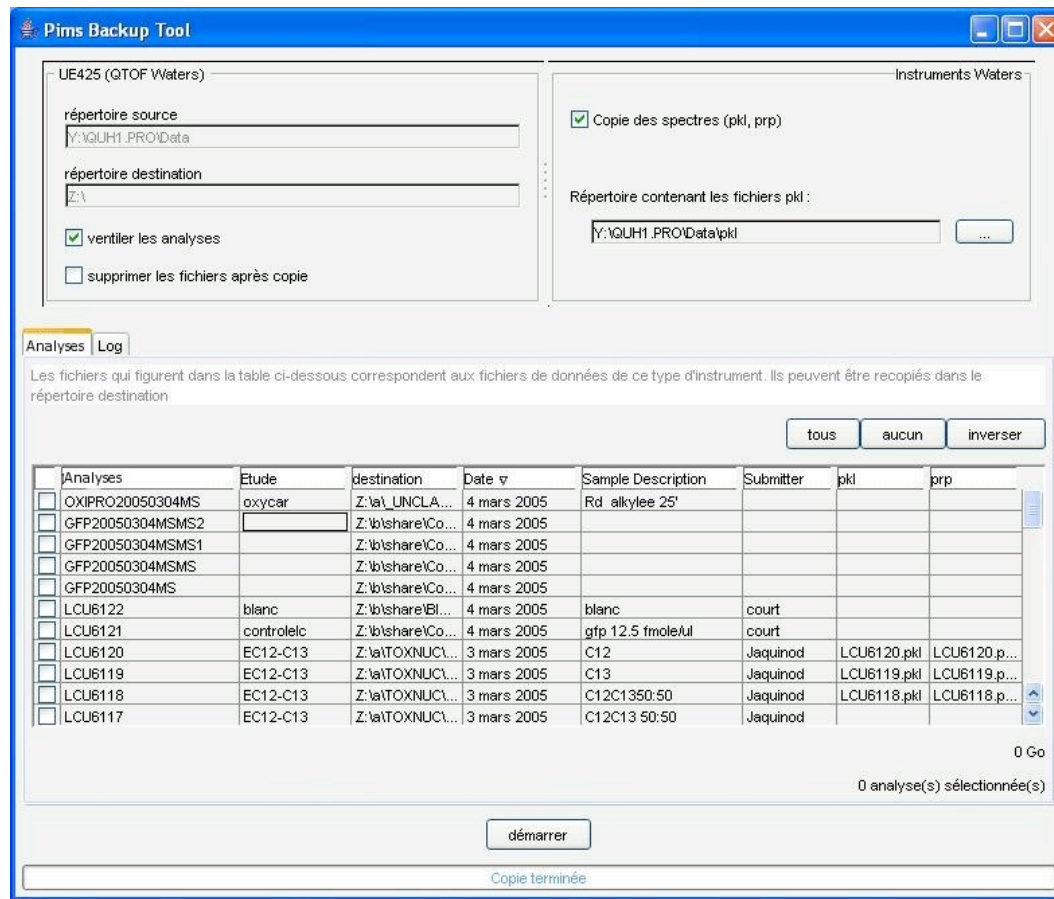 Pims Backup Tool
UE425 (QTOF Waters)
répertoire source
Y:\QUH1.PRO\Data
répertoire destination
Z:\
ventiler les analyses
supprimer les fichiers après copie
Instruments Waters
Copie des spectres (pkl, prp)
Répertoire contenant les fichiers pkl :
Y:\QUH1.PRO\Data\pkl
...
Analyses Log
Les fichiers qui figurent dans la table ci-dessous correspondent aux fichiers de données de ce type d'instrument. Ils peuvent être recopiés dans le
répertoire destination
tous aucun inverser
Analyses Etude destination Date Sample Description Submitter pkl prp
OXIPRO20050304MS oxycar Z:\a\_UNCLA... 4 mars 2005 Rd alkylee 25'
GFP20050304MSMS2 Z:\b\share\Co... 4 mars 2005
GFP20050304MSMS1 Z:\b\share\Co... 4 mars 2005
GFP20050304MSMS Z:\b\share\Co... 4 mars 2005
GFP20050304MS Z:\b\share\Co... 4 mars 2005
LCU6122 blanc Z:\b\share\Bl... 4 mars 2005 blanc court
LCU6121 controlelc Z:\b\share\Co... 4 mars 2005 gfp 12.5 fmole/ul court
LCU6120 EC12-C13 Z:\a\TOXNUC\... 3 mars 2005 C12 Jaquinod LCU6120.pkl LCU6120.p...
LCU6119 EC12-C13 Z:\a\TOXNUC\... 3 mars 2005 C13 Jaquinod LCU6119.pkl LCU6119.p...
LCU6118 EC12-C13 Z:\a\TOXNUC\... 3 mars 2005 C12C1350:50 Jaquinod LCU6118.pkl LCU6118.p...
LCU6117 EC12-C13 Z:\a\TOXNUC\... 3 mars 2005 C12C13 50:50 Jaquinod
0 Go
0 analyse(s) sélectionnée(s)
démarrer
Copie terminée